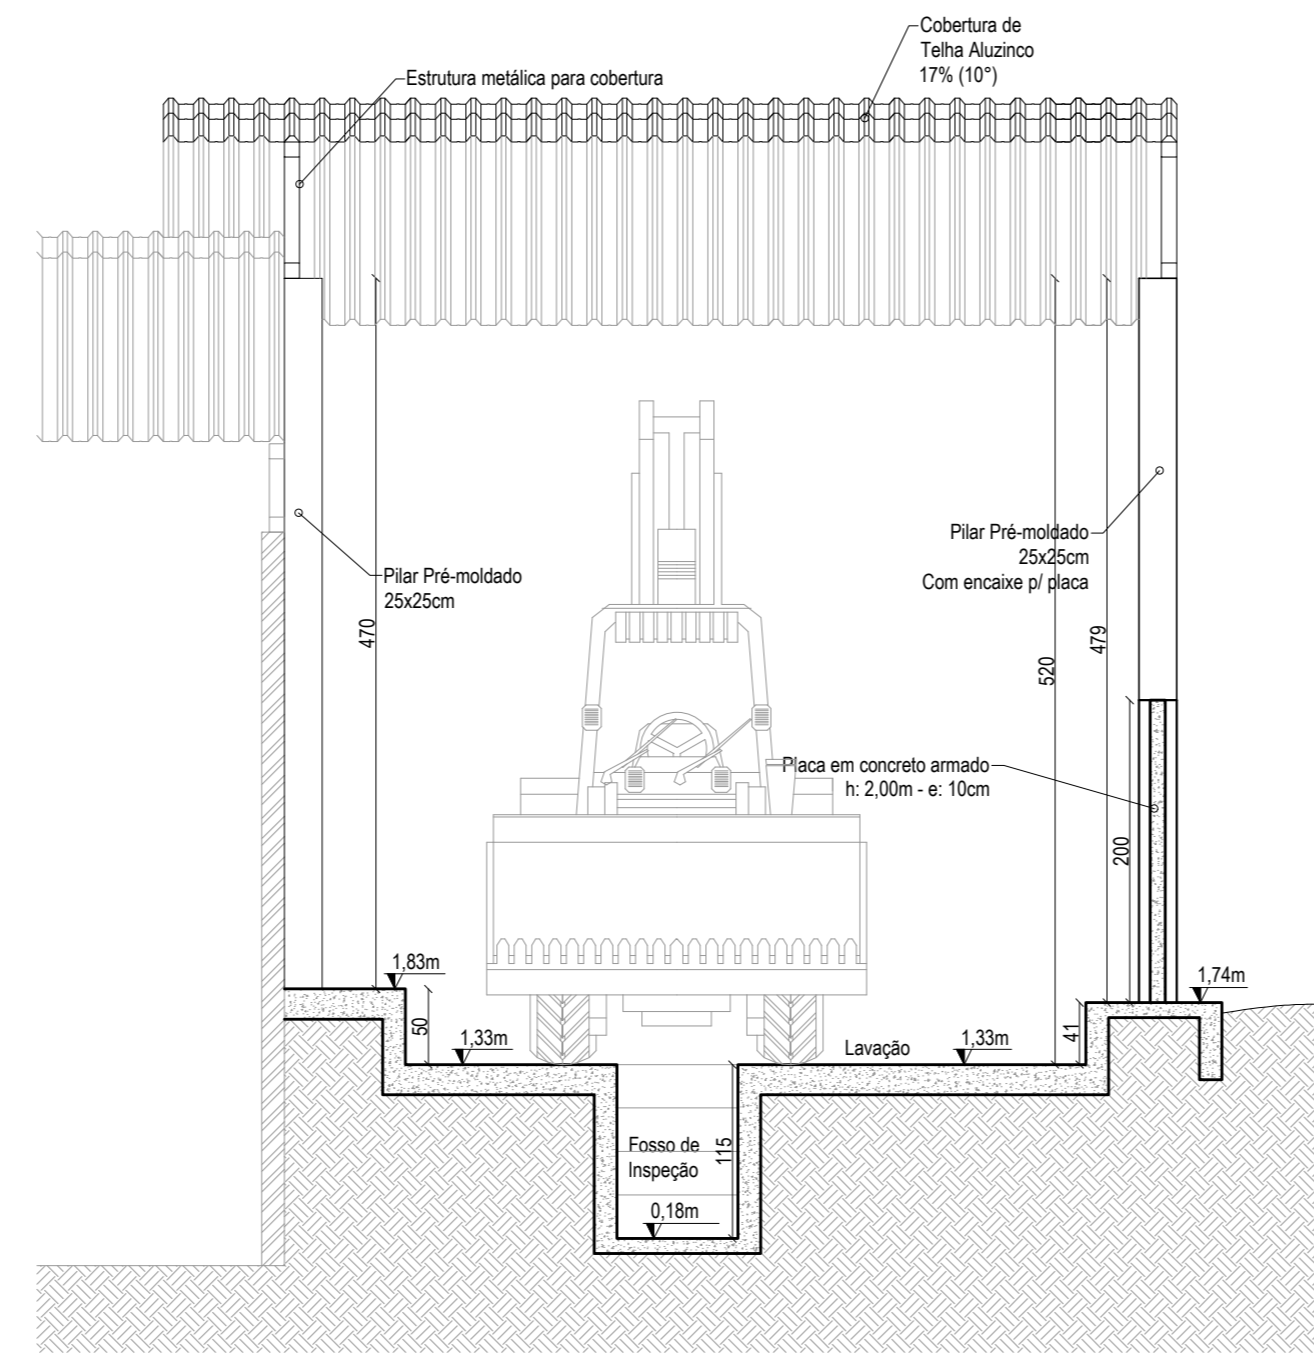 Cobertura de
Telha Aluzinco
17% (10°)
Estrutura metálica para cobertura
Pilar Pré-moldado
25x25cm
Com encaixe p/ placa
Pilar Pré-moldado
25x25cm
470
520
479
Placa em concreto armado
h: 2,00m - e: 10cm
200
1,83m
1,74m
50
1,33m
Lavação
1,33m
41
Fosso de
Inspeção
115
0,18m